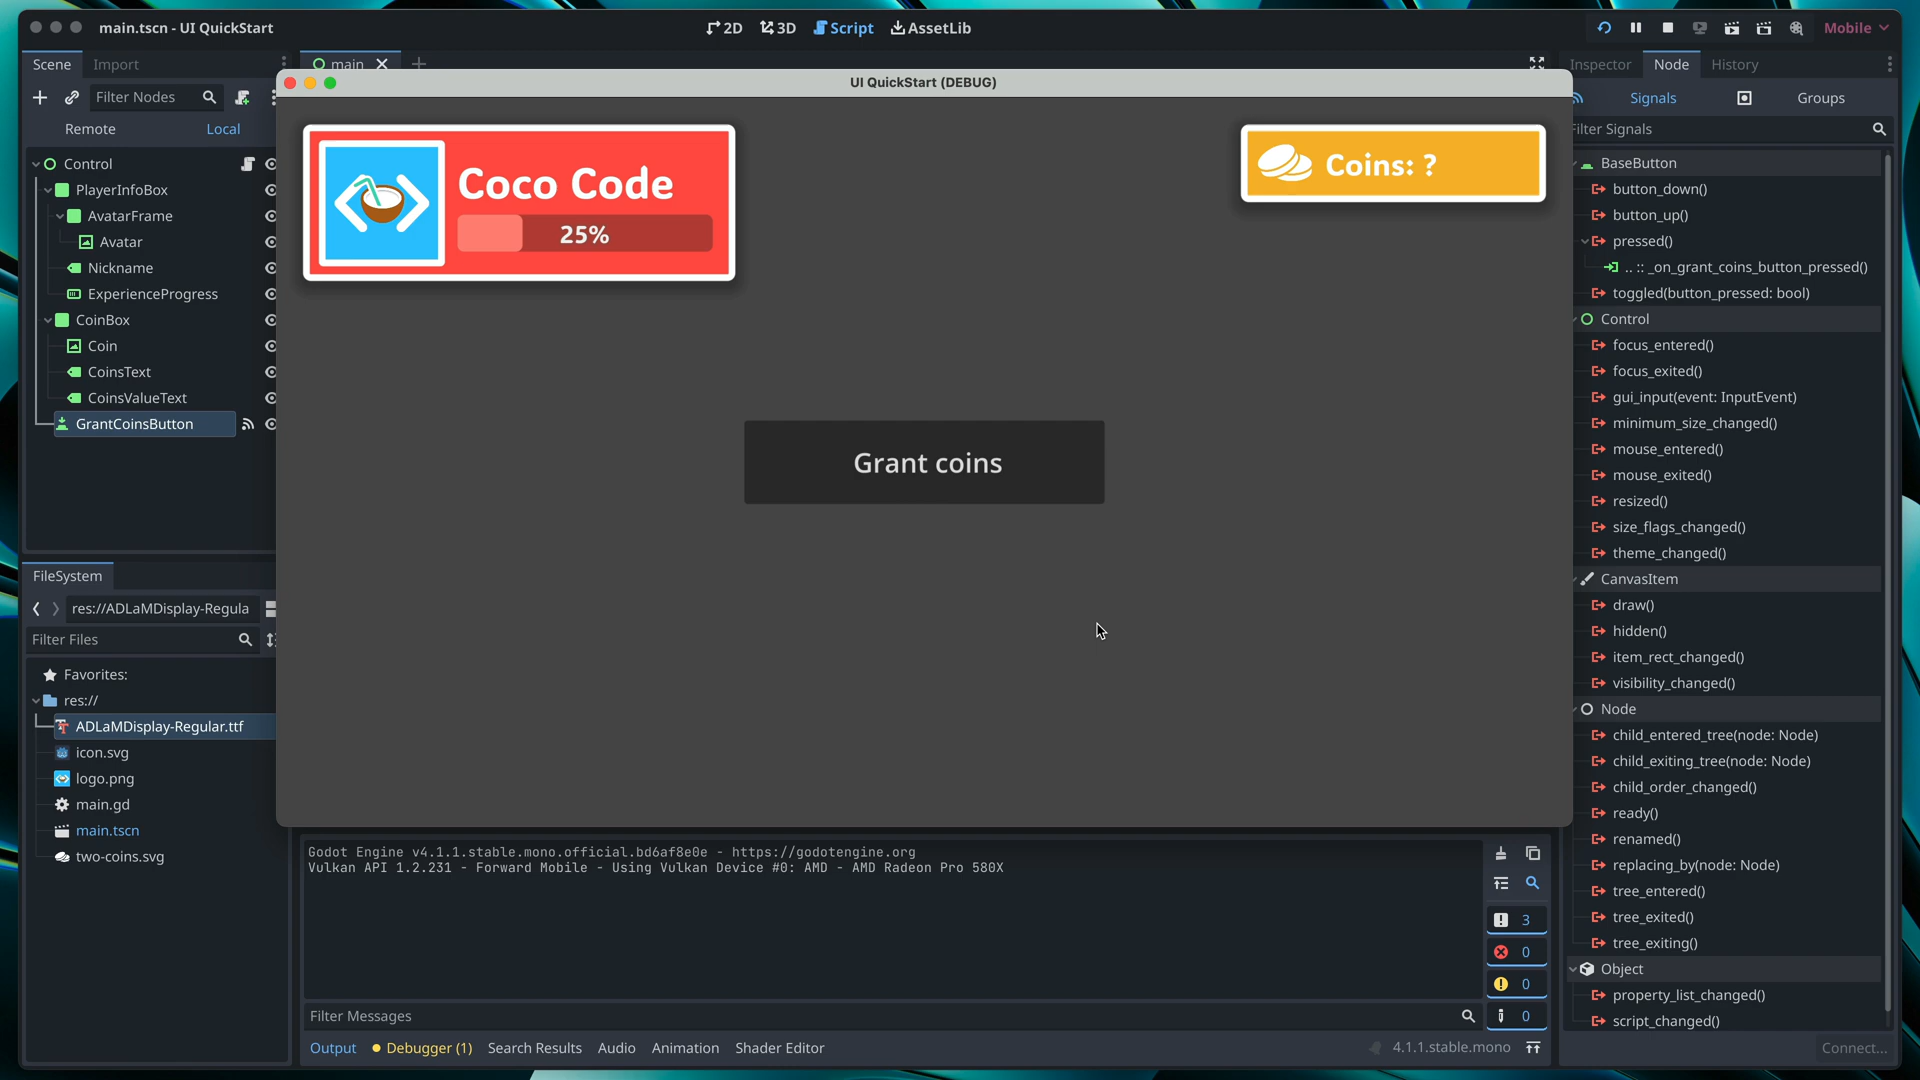 main.tscn - UI QuickStart
2D
3D
Script
AssetLib
Mobile
Scene
Import
main
Inspector
Node
History
UI QuickStart (DEBUG)
Filter Nodes
Signals
Groups
Remote
Local
Filter Signals
Control
PlayerInfoBox
AvatarFrame
Avatar
Nickname
ExperienceProgress
CoinBox
Coin
CoinsText
CoinsValueText
GrantCoinsButton
Coco Code
25%
Coins: ?
Grant coins
BaseButton
button_down()
button_up()
pressed()
.. :: _on_grant_coins_button_pressed()
toggled(button_pressed: bool)
Control
focus_entered()
focus_exited()
gui_input(event: InputEvent)
minimum_size_changed()
mouse_entered()
mouse_exited()
resized()
size_flags_changed()
theme_changed()
CanvasItem
draw()
hidden()
item_rect_changed()
visibility_changed()
Node
child_entered_tree(node: Node)
child_exiting_tree(node: Node)
child_order_changed()
ready()
renamed()
replacing_by(node: Node)
tree_entered()
tree_exited()
tree_exiting()
Object
property_list_changed()
script_changed()
Connect...
FileSystem
res://ADLaMDisplay-Regula
Filter Files
Favorites:
res://
ADLaMDisplay-Regular.ttf
icon.svg
logo.png
main.gd
main.tscn
two-coins.svg
Godot Engine v4.1.1.stable.mono.official.bd6af8e0e - https://godotengine.org
Vulkan API 1.2.231 - Forward Mobile - Using Vulkan Device #0: AMD - AMD Radeon Pro 580X
3
0
0
0
Filter Messages
Output
Debugger (1)
Search Results
Audio
Animation
Shader Editor
4.1.1.stable.mono